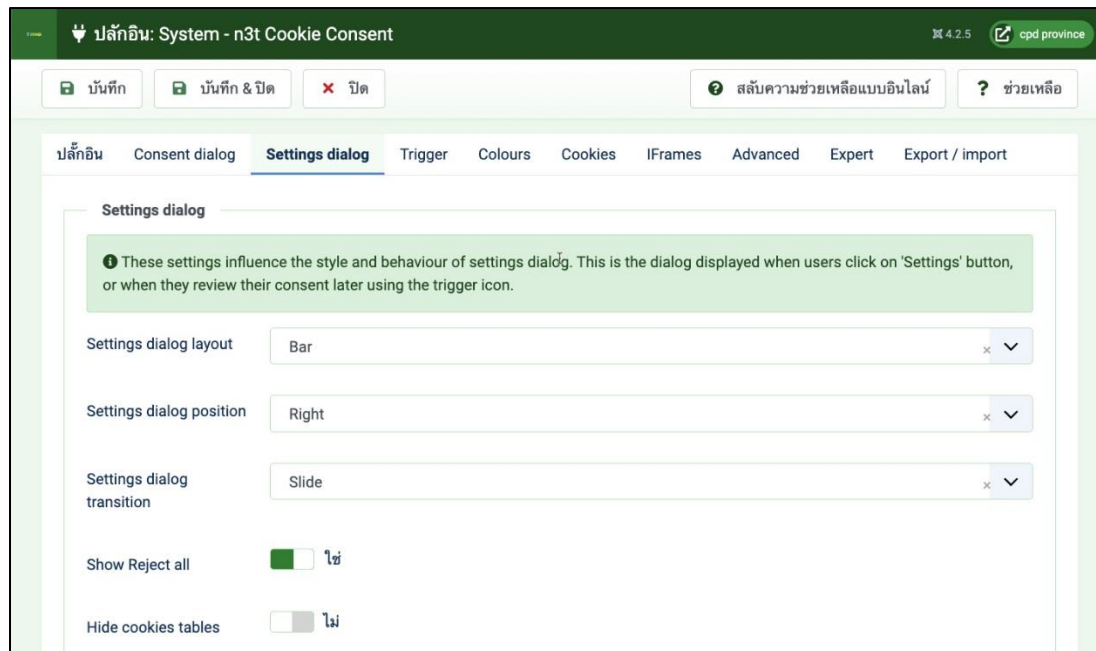 ปลั๊กอิน: System - n3t Cookie Consent
4.2.5
cpd province
บันทึก
บันทึก & ปิด
ปิด
สลับความช่วยเหลือแบบอินไลน์
? ช่วยเหลือ
ปลั๊กอิน
Consent dialog
Settings dialog
Trigger
Colours
Cookies
IFrames
Advanced
Expert
Export / import
Settings dialog
These settings influence the style and behaviour of settings dialog. This is the dialog displayed when users click on 'Settings' button,
or when they review their consent later using the trigger icon.
Settings dialog layout
Bar
Settings dialog position
Right
Settings dialog
transition
Slide
Show Reject all
ใช่
Hide cookies tables
ไม่